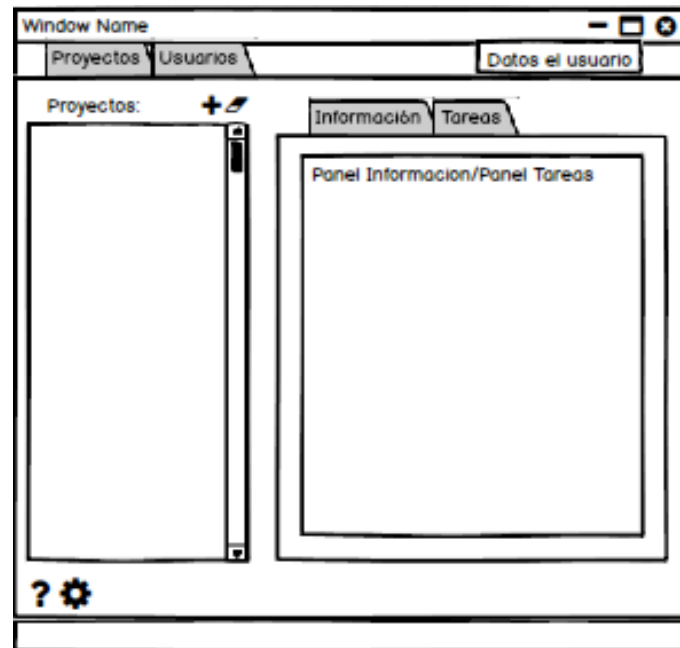 Window Name
Proyectos Usuarios Datos el usuario
Proyectos:
Información Tareas
Panel Informacion/Panel Tareas
?